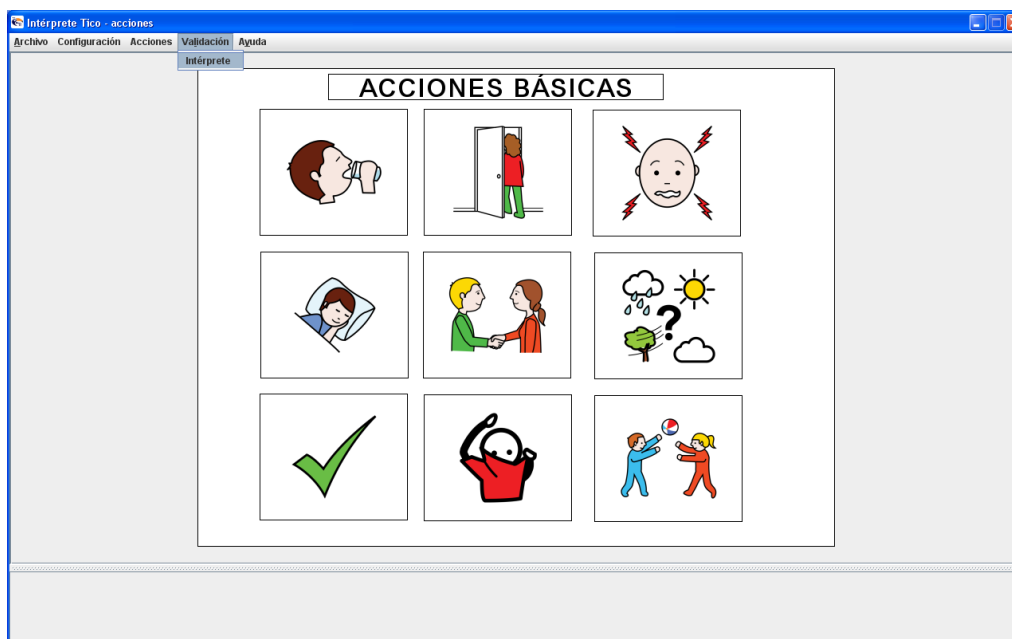 Intérprete Tico - acciones
Archivo Configuración Acciones Validación Ayuda
Intérprete
ACCIONES BÁSICAS
?